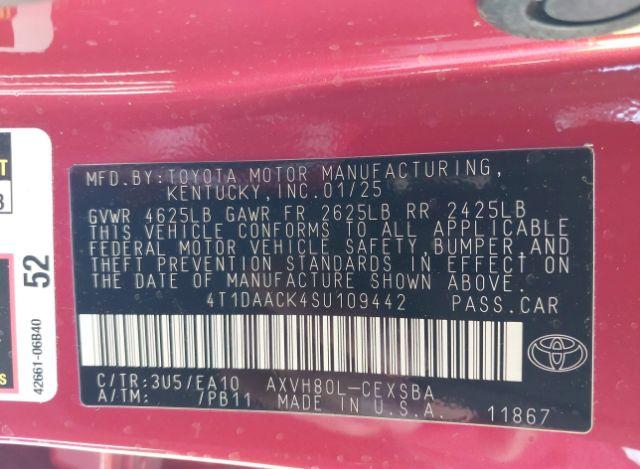 MFD.BY:TOYOTA MOTOR MANUFACTURING,
KENTUCKY,INC.01/25
GVWR 4625LB GAWR FR 2625LB RR 2425LB
THIS VEHICLE CONFORMS TO ALL APPLICABLE
FEDERAL MOTOR VEHICLE SAFETY,BUMPER AND
THEFT PREVENTION STANDARDS IN EFFECT ON
THE DATE OF MANUFACTURE SHOWN ABOVE.
4T1DAACK4SU109442 PASS.CAR
C/TR:3U5/EA10 AXVH80L-CEXSBA
A/TM: /PB11 MADE IN U.S.A. 11867
52
42661-06B40